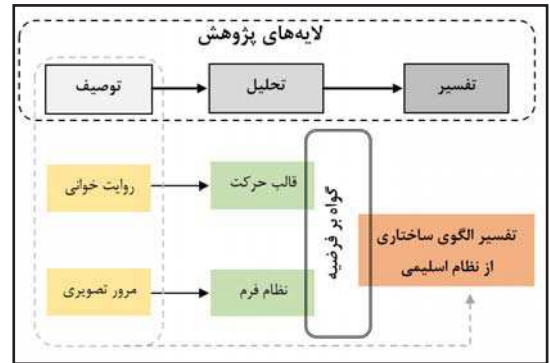 لایه‌های پژوهش
توصیف
تحلیل
تفسیر
روایت خوانی
قالب حرکت
گواه بر فرضیه
تفسیر الگوی ساختاری
از نظام اسلیمی
مرور تصویری
نظام فرم